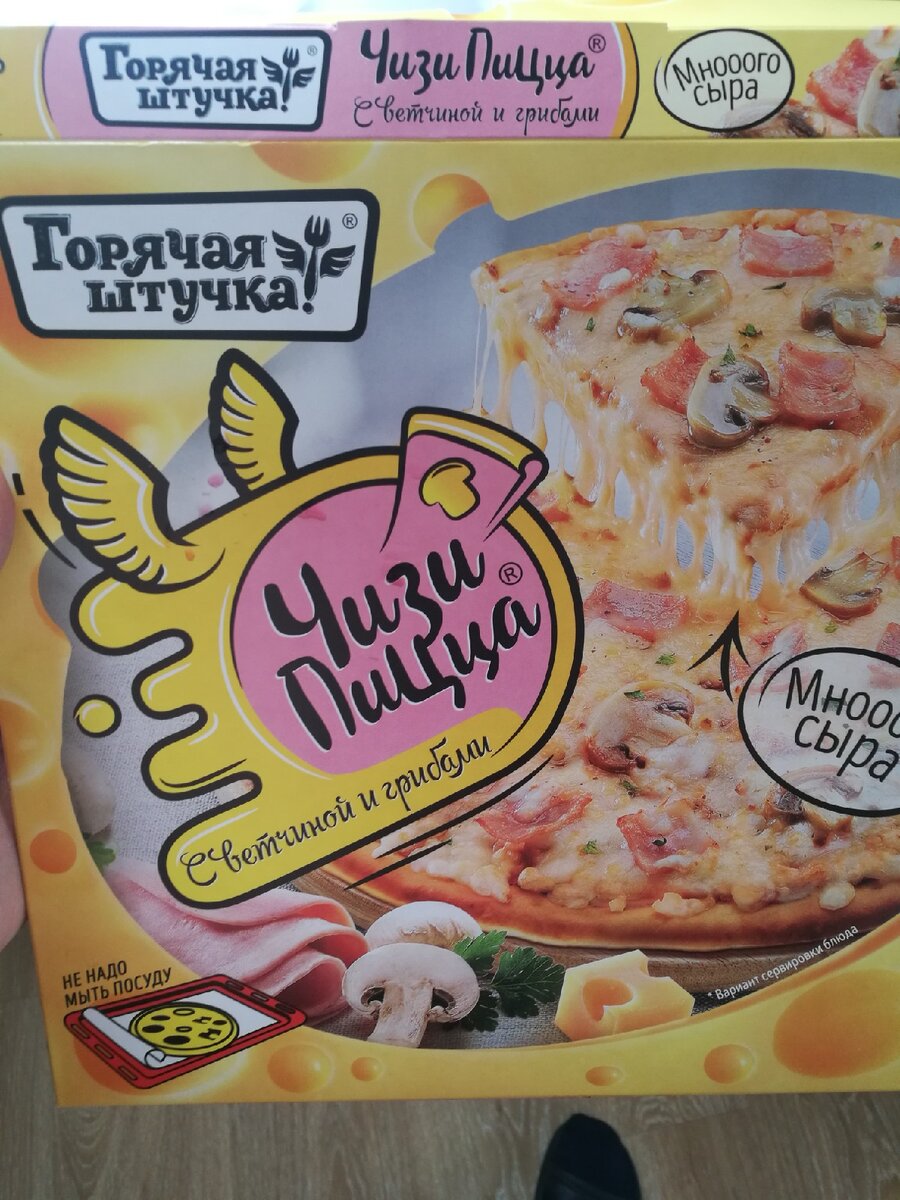 Горячая
штучка!®
Чизи Пицца®
С ветчиной и грибами
Мнооого
сыра
Горячая
штучка!®
Чизи
Пицца®
С ветчиной и грибами
Мнооо
сыра
НЕ НАДО
МЫТЬ ПОСУДУ
* Вариант сервировки блюда